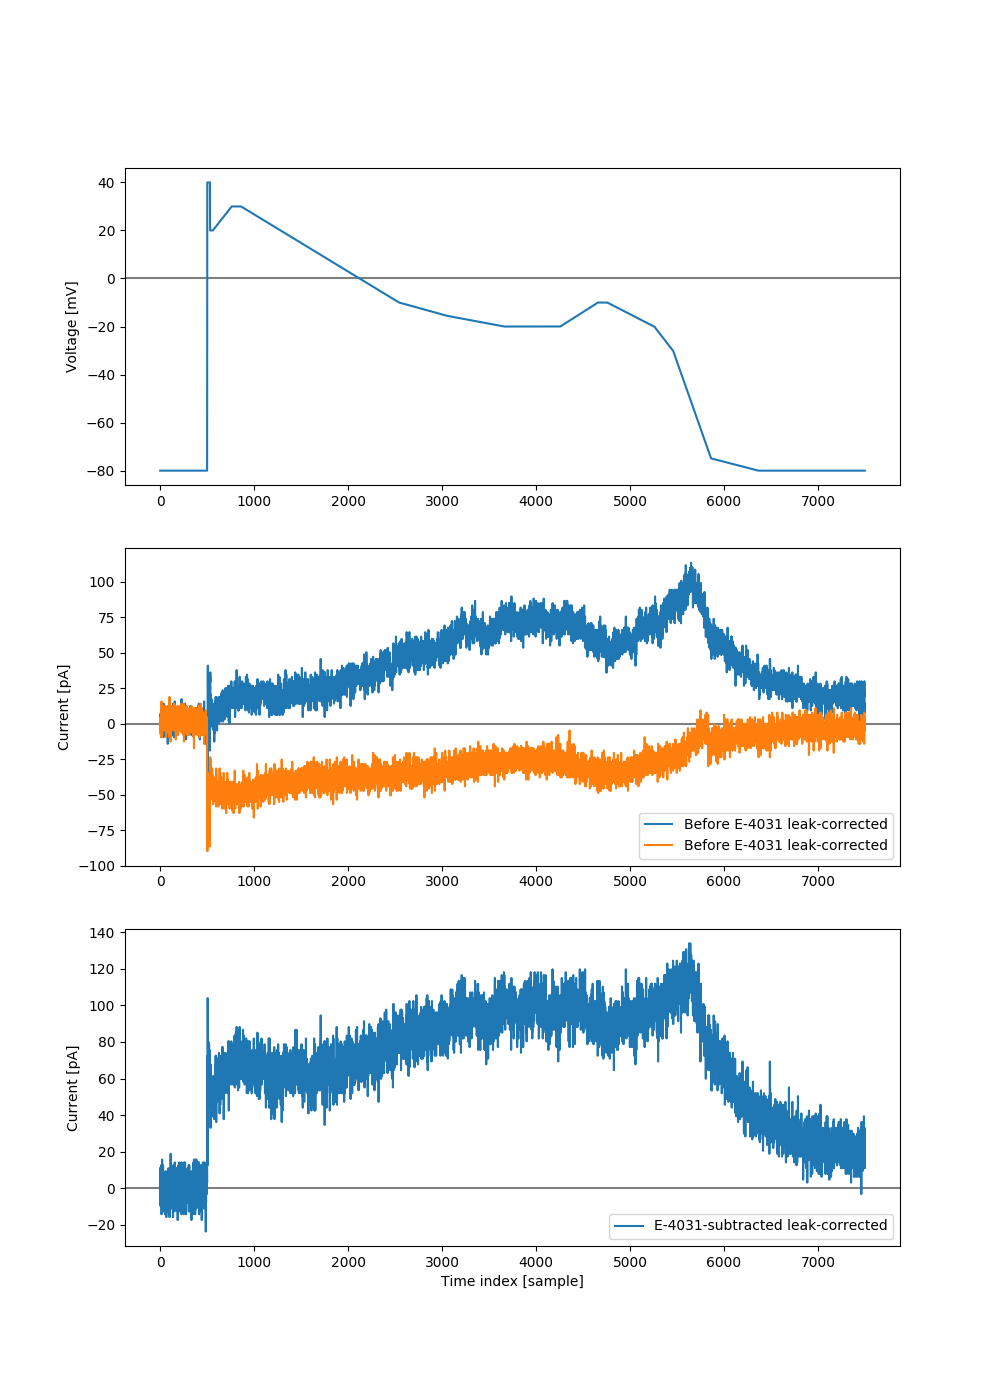 40
20
0
−20
−40
−60
−80
Voltage [mV]
0 1000 2000 3000 4000 5000 6000 7000
100
75
50
25
0
−25
−50
−75
−100
Current [pA]
Before E-4031 leak-corrected
Before E-4031 leak-corrected
0 1000 2000 3000 4000 5000 6000 7000
140
120
100
80
60
40
20
0
−20
Current [pA]
E-4031-subtracted leak-corrected
0 1000 2000 3000 4000 5000 6000 7000
Time index [sample]